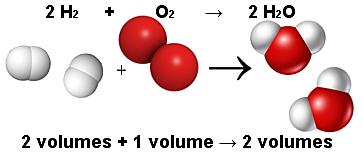 2 H₂ + O₂ → 2 H₂O
+ →
2 volumes + 1 volume → 2 volumes